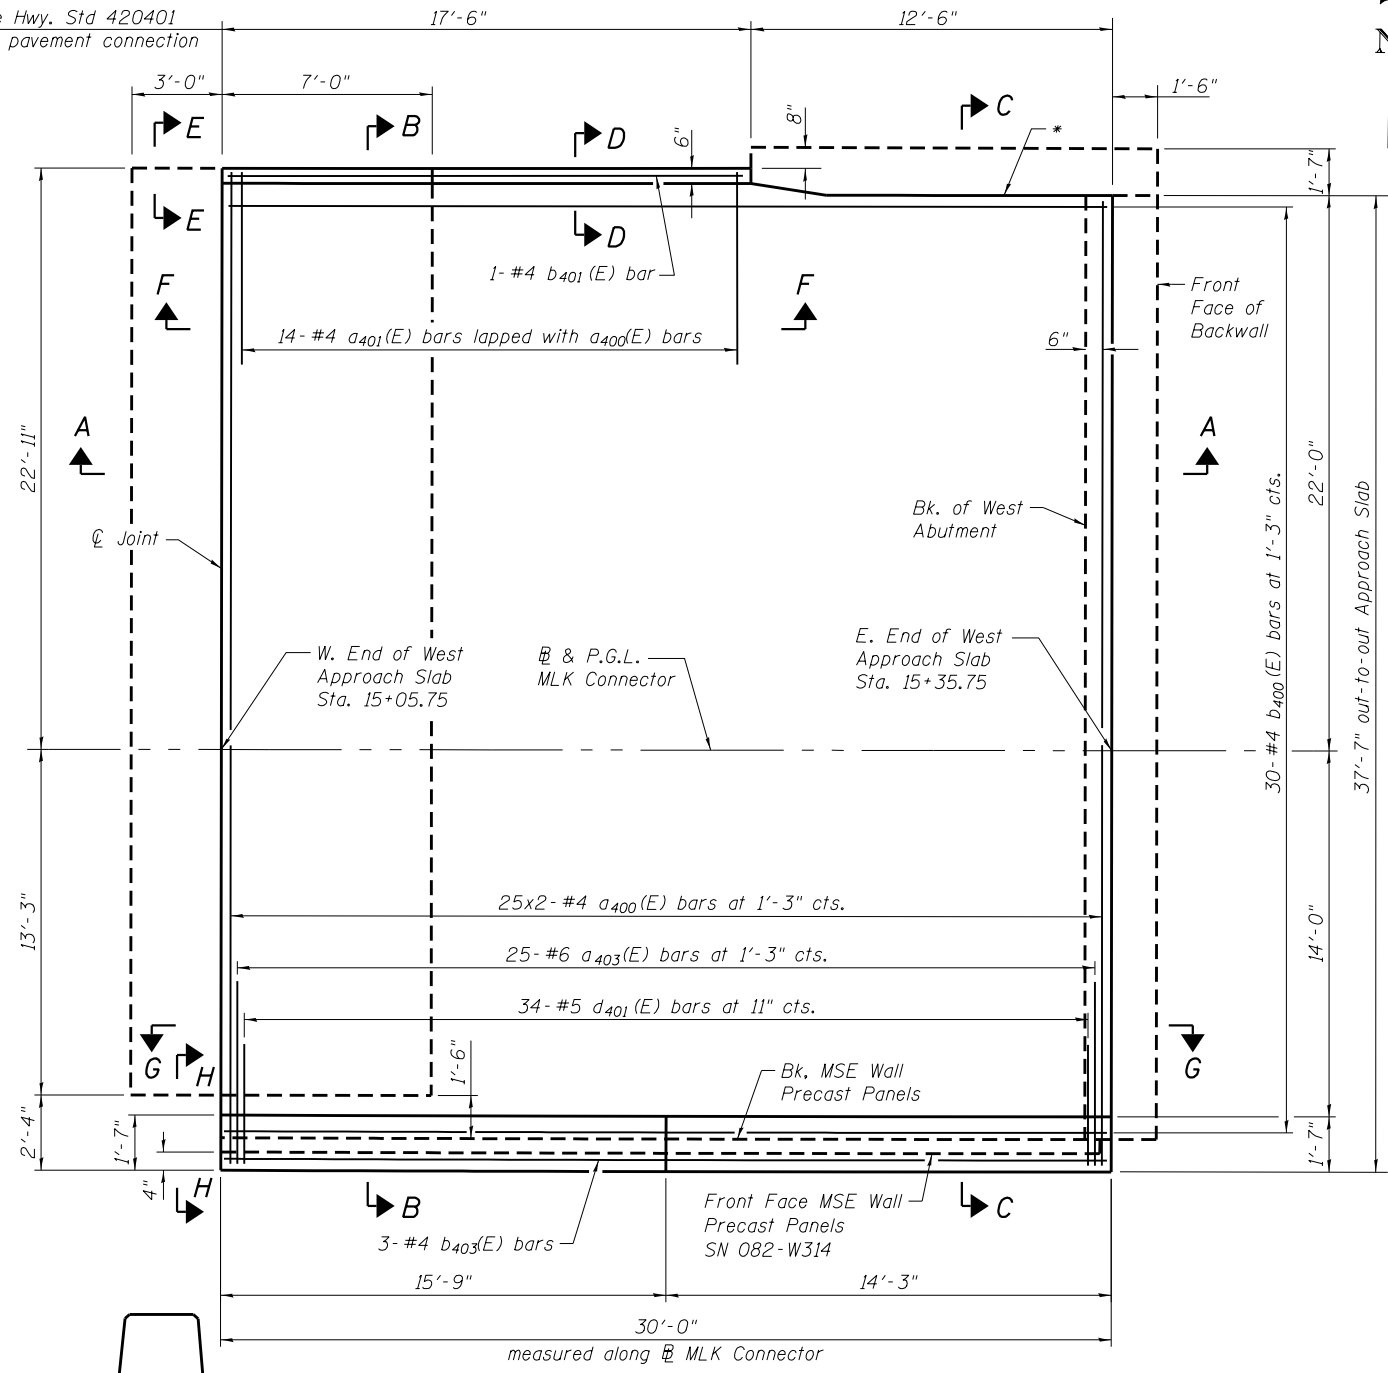 e Hwy. Std 420401
pavement connection
17'-6"
12'-6"
3'-0"
7'-0"
1'-6"
E
B
D
6"
8"
C
*
1'-7"
E
D
1-#4 b401(E) bar
F
F
Front
Face of
Backwall
14-#4 a401(E) bars lapped with a400(E) bars
6"
A
A
22'-11"
22'-0"
30-#4 b400(E) bars at 1'-3" cts.
37'-7" out-to-out Approach Slab
Bk. of West
Abutment
℄ Joint
W. End of West
Approach Slab
Sta. 15+05.75
B & P.G.L.
MLK Connector
E. End of West
Approach Slab
Sta. 15+35.75
25x2-#4 a400(E) bars at 1'-3" cts.
13'-3"
14'-0"
25-#6 a403(E) bars at 1'-3" cts.
34-#5 d401(E) bars at 11" cts.
G
H
1'-6"
Bk. MSE Wall
Precast Panels
G
2'-4"
1'-7"
4"
1'-7"
H
B
C
Front Face MSE Wall
Precast Panels
SN 082-W314
3-#4 b403(E) bars
15'-9"
14'-3"
30'-0"
measured along B MLK Connector